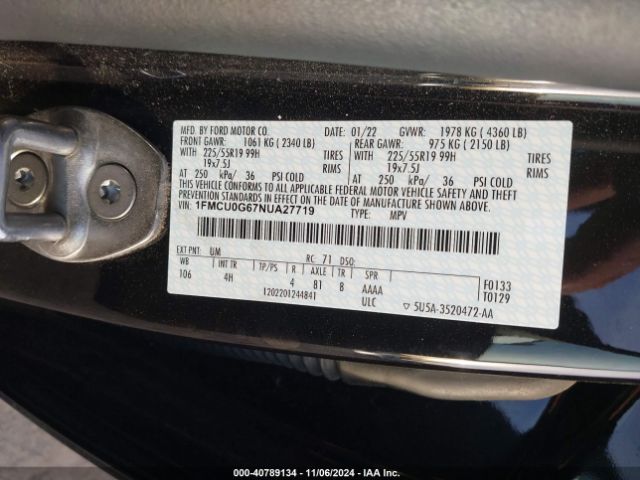 MFD. BY FORD MOTOR CO. DATE: 01/22 GVWR: 1978 KG ( 4360 LB)
FRONT GAWR: 1061 KG ( 2340 LB) REAR GAWR: 975 KG ( 2150 LB)
WITH 225/55R19 99H TIRES WITH 225/55R19 99H TIRES
19x7.5J RIMS 19x7.5J RIMS
AT 250 kPa/ 36 PSI COLD AT 250 kPa/ 36 PSI COLD
THIS VEHICLE CONFORMS TO ALL APPLICABLE FEDERAL MOTOR VEHICLE SAFETY AND THEFT
PREVENTION STANDARDS IN EFFECT ON THE DATE OF MANUFACTURE SHOWN ABOVE.
VIN: 1FMCU0G67NUA27719 TYPE: MPV
EXT PNT: UM RC: 71 DSO:
WB INT TR TP/PS R AXLE TR SPR F0133
106 4H 4 81 8 AAAA T0129
1202201244841 ULC ▽ 5U5A-3520472-AA
000-40789134 - 11/06/2024 - IAA Inc.